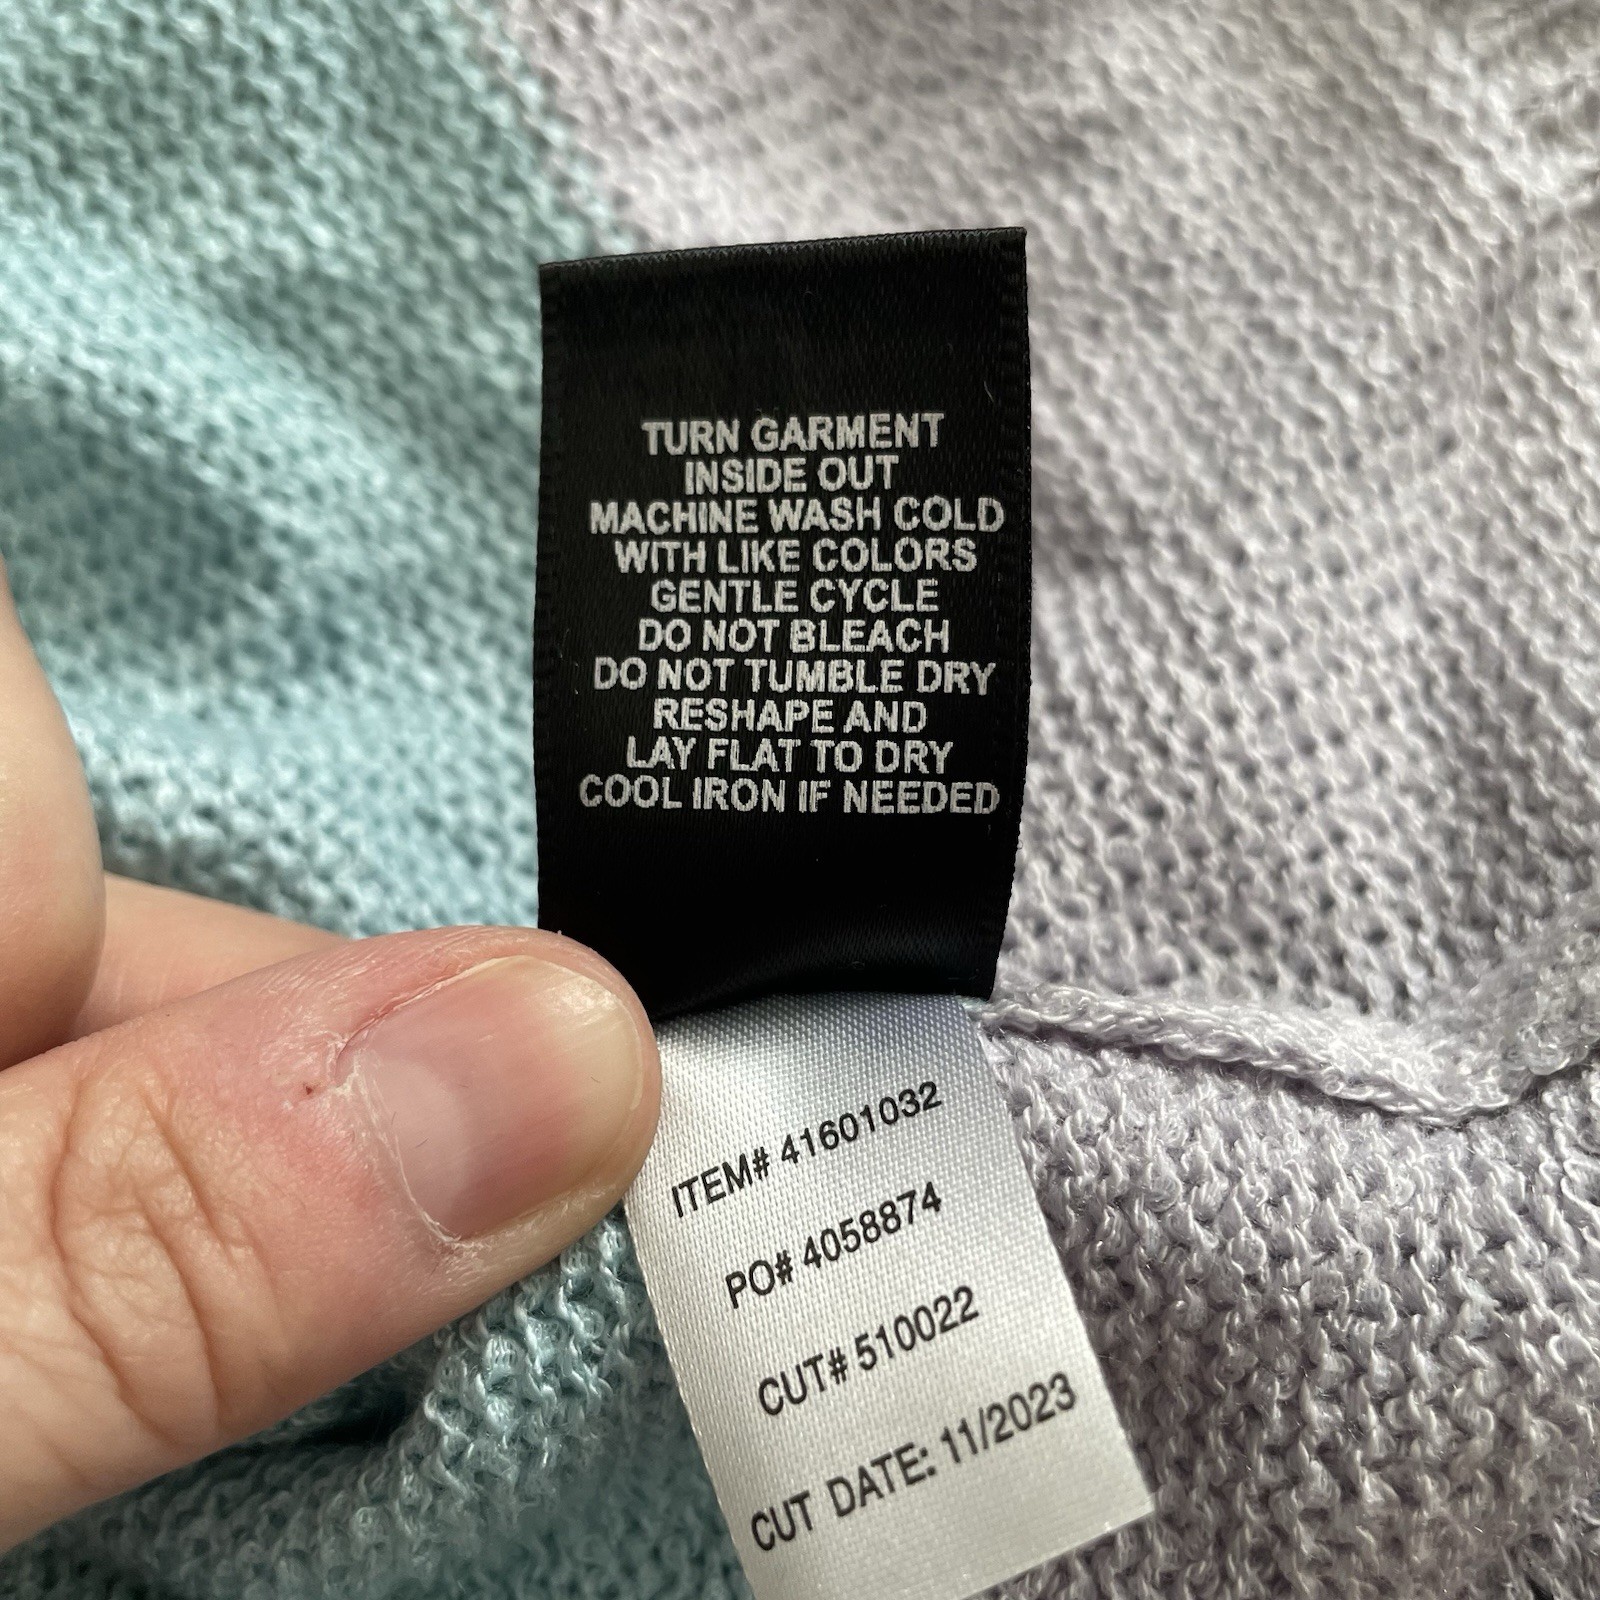 TURN GARMENT
INSIDE OUT
MACHINE WASH COLD
WITH LIKE COLORS
GENTLE CYCLE
DO NOT BLEACH
DO NOT TUMBLE DRY
RESHAPE AND
LAY FLAT TO DRY
COOL IRON IF NEEDED
ITEM# 41601032
PO# 4058874
CUT# 510022
CUT DATE: 11/2023